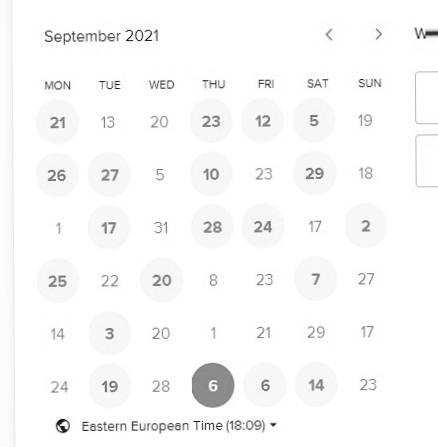 September 2021
MON TUE WED THU FRI SAT SUN
21 13 20 23 12 5 19
26 27 5 10 23 29 18
1 17 31 28 24 17 2
25 22 20 8 23 7 27
14 3 20 1 21 29 17
24 19 28 6 6 14 23
Eastern European Time (18:09)